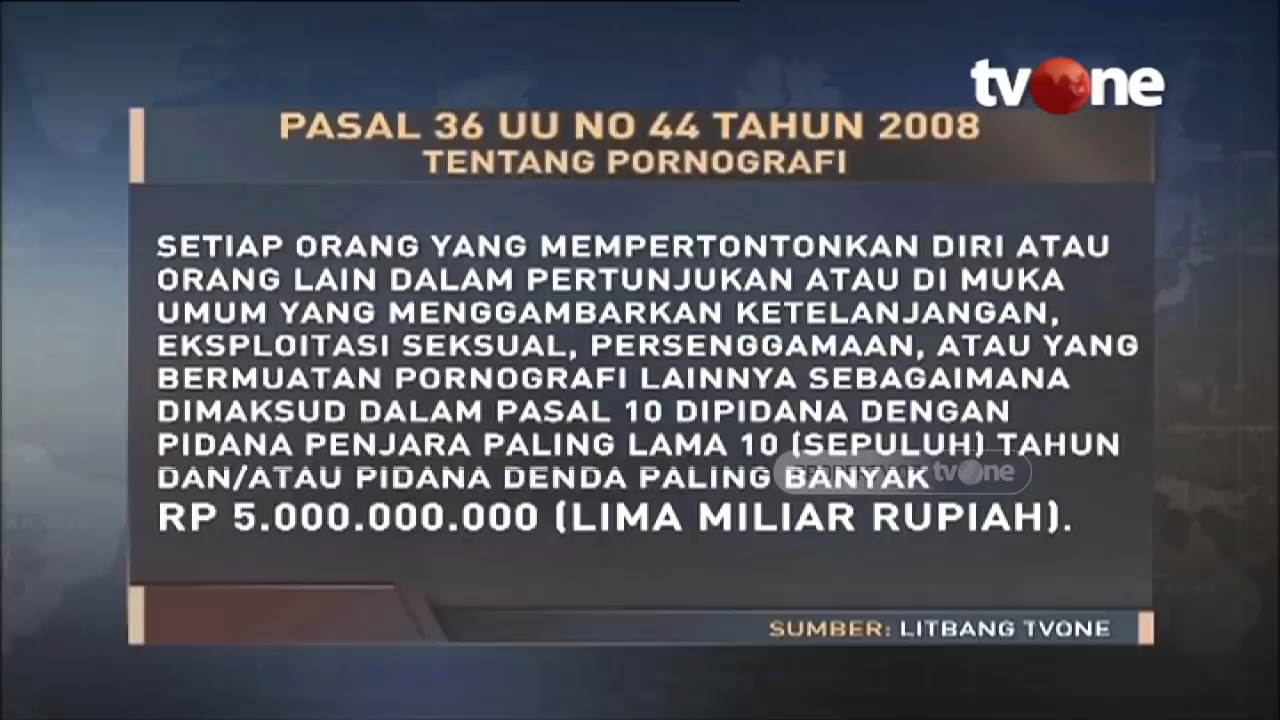 tvOne
PASAL 36 UU NO 44 TAHUN 2008
TENTANG PORNOGRAFI
SETIAP ORANG YANG MEMPERTONTONKAN DIRI ATAU
ORANG LAIN DALAM PERTUNJUKAN ATAU DI MUKA
UMUM YANG MENGGAMBARKAN KETELANJANGAN,
EKSPLOITASI SEKSUAL, PERSENGGAMAAN, ATAU YANG
BERMUATAN PORNOGRAFI LAINNYA SEBAGAIMANA
DIMAKSUD DALAM PASAL 10 DIPIDANA DENGAN
PIDANA PENJARA PALING LAMA 10 (SEPULUH) TAHUN
DAN/ATAU PIDANA DENDA PALING BANYAK
tvOne
RP 5.000.000.000 (LIMA MILIAR RUPIAH).
SUMBER: LITBANG TVONE